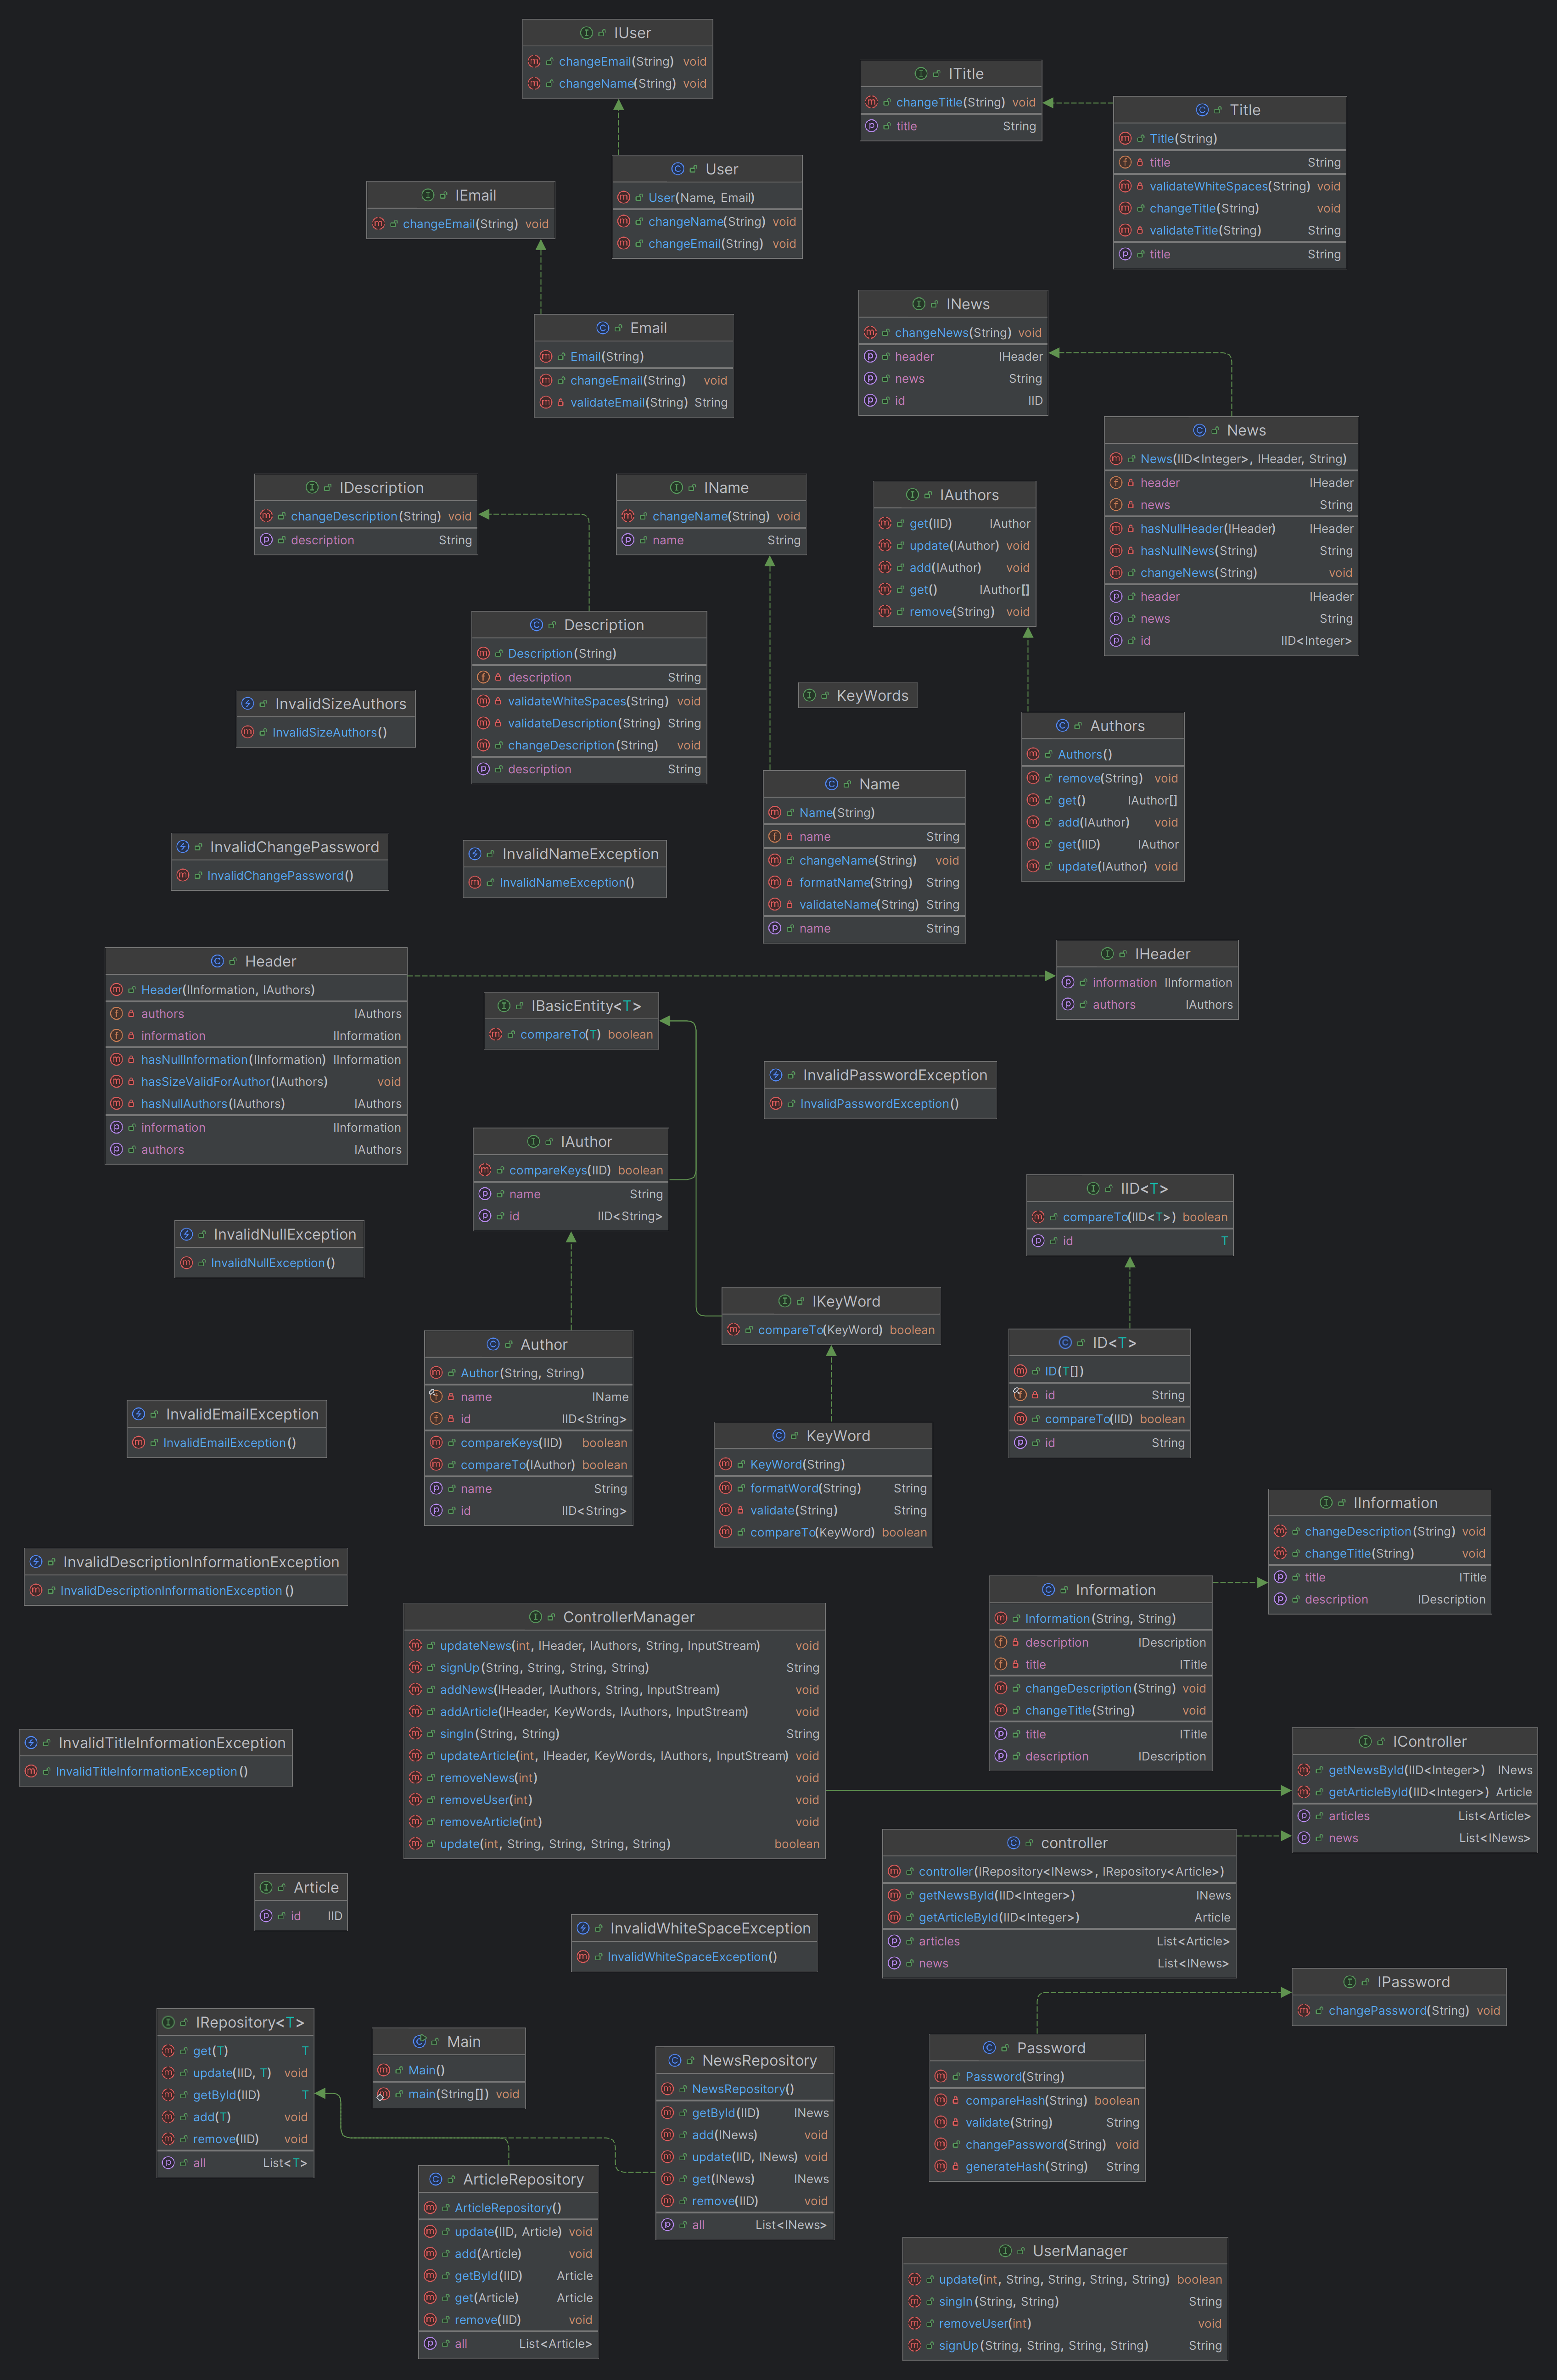 IUser
changeEmail(String) void
changeName(String) void
ITitle
changeTitle(String) void
title String
Title
Title(String)
title String
validateWhiteSpaces(String) void
changeTitle(String) void
validateTitle(String) String
title String
User
User(Name, Email)
changeName(String) void
changeEmail(String) void
IEmail
changeEmail(String) void
Email
Email(String)
changeEmail(String) void
validateEmail(String) String
INews
changeNews(String) void
header IHeader
news String
id IID
News
News(IID<Integer>, IHeader, String)
header IHeader
news String
hasNullHeader(IHeader) IHeader
hasNullNews(String) String
changeNews(String) void
header IHeader
news String
id IID<Integer>
IDescription
changeDescription(String) void
description String
IName
changeName(String) void
name String
IAuthors
get(IID) IAuthor
update(IAuthor) void
add(IAuthor) void
get() IAuthor[]
remove(String) void
Description
Description(String)
description String
validateWhiteSpaces(String) void
validateDescription(String) String
changeDescription(String) void
description String
InvalidSizeAuthors
InvalidSizeAuthors()
KeyWords
Authors
Authors()
remove(String) void
get() IAuthor[]
add(IAuthor) void
get(IID) IAuthor
update(IAuthor) void
Name
Name(String)
name String
changeName(String) void
formatName(String) String
validateName(String) String
name String
InvalidChangePassword
InvalidChangePassword()
InvalidNameException
InvalidNameException()
Header
Header(IInformation, IAuthors)
authors IAuthors
information IInformation
hasNullInformation(IInformation) IInformation
hasSizeValidForAuthor(IAuthors) void
hasNullAuthors(IAuthors) IAuthors
information IInformation
authors IAuthors
IHeader
information IInformation
authors IAuthors
IBasicEntity<T>
compareTo(T) boolean
InvalidPasswordException
InvalidPasswordException()
IAuthor
compareKeys(IID) boolean
name String
id IID<String>
IID<T>
compareTo(IID<T>) boolean
id T
InvalidNullException
InvalidNullException()
IKeyWord
compareTo(KeyWord) boolean
Author
Author(String, String)
name IName
id IID<String>
compareKeys(IID) boolean
compareTo(IAuthor) boolean
name String
id IID<String>
ID<T>
ID(T[])
id String
compareTo(IID) boolean
id String
InvalidEmailException
InvalidEmailException()
KeyWord
KeyWord(String)
formatWord(String) String
validate(String) String
compareTo(KeyWord) boolean
IInformation
changeDescription(String) void
changeTitle(String) void
title ITitle
description IDescription
InvalidDescriptionInformationException
InvalidDescriptionInformationException()
Information
Information(String, String)
description IDescription
title ITitle
changeDescription(String) void
changeTitle(String) void
title ITitle
description IDescription
ControllerManager
updateNews(int, IHeader, IAuthors, String, InputStream) void
signUp(String, String, String, String) String
addNews(IHeader, IAuthors, String, InputStream) void
addArticle(IHeader, KeyWords, IAuthors, InputStream) void
singIn(String, String) String
updateArticle(int, IHeader, KeyWords, IAuthors, InputStream) void
removeNews(int) void
removeUser(int) void
removeArticle(int) void
update(int, String, String, String, String) boolean
InvalidTitleInformationException
InvalidTitleInformationException()
IController
getNewsById(IID<Integer>) INews
getArticleById(IID<Integer>) Article
articles List<Article>
news List<INews>
controller
controller(IRepository<INews>, IRepository<Article>)
getNewsById(IID<Integer>) INews
getArticleById(IID<Integer>) Article
articles List<Article>
news List<INews>
Article
id IID
InvalidWhiteSpaceException
InvalidWhiteSpaceException()
IPassword
changePassword(String) void
IRepository<T>
get(T) T
update(IID, T) void
getById(IID) T
add(T) void
remove(IID) void
all List<T>
Main
Main()
main(String[]) void
NewsRepository
NewsRepository()
getById(IID) INews
add(INews) void
update(IID, INews) void
get(INews) INews
remove(IID) void
all List<INews>
Password
Password(String)
compareHash(String) boolean
validate(String) String
changePassword(String) void
generateHash(String) String
ArticleRepository
ArticleRepository()
update(IID, Article) void
add(Article) void
getById(IID) Article
get(Article) Article
remove(IID) void
all List<Article>
UserManager
update(int, String, String, String, String) boolean
singIn(String, String) String
removeUser(int) void
signUp(String, String, String, String) String